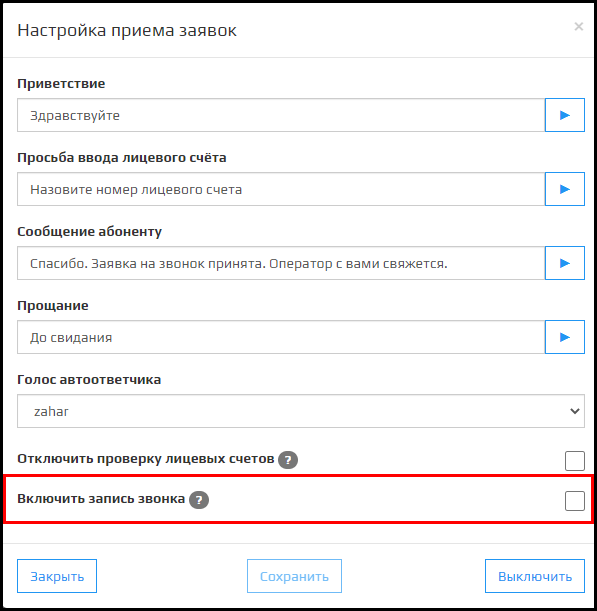 Настройка приема заявок ×
Приветствие
Здравствуйте
Просьба ввода лицевого счёта
Назовите номер лицевого счета
Сообщение абоненту
Спасибо. Заявка на звонок принята. Оператор с вами свяжется.
Прощание
До свидания
Голос автоответчика
zahar
Отключить проверку лицевых счетов ?
Включить запись звонка ?
Закрыть Сохранить Выключить